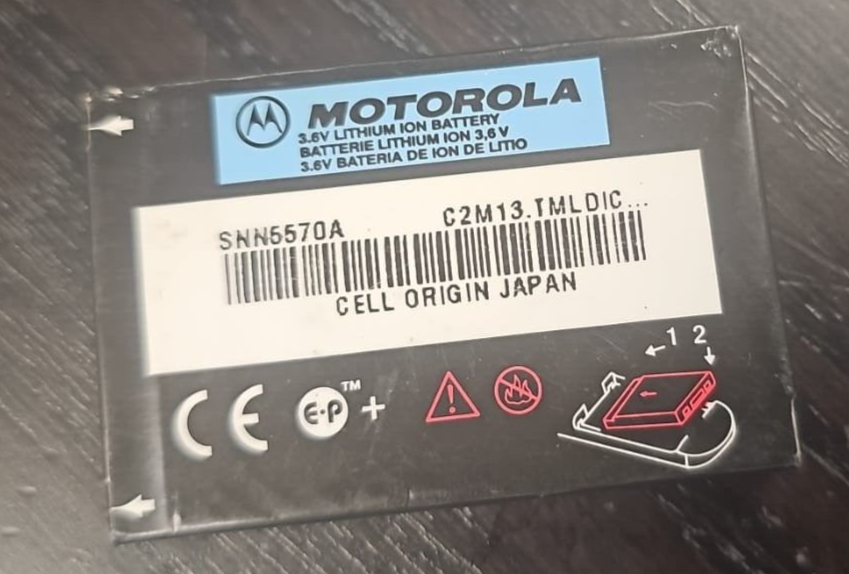 MOTOROLA
3.6V LITHIUM ION BATTERY
BATTERIE LITHIUM ION 3,6 V
3.6V BATERIA DE ION DE LITIO
SNN5570A C2M13.TMLDIC...
CELL ORIGIN JAPAN
1 2
CE E·P™ +